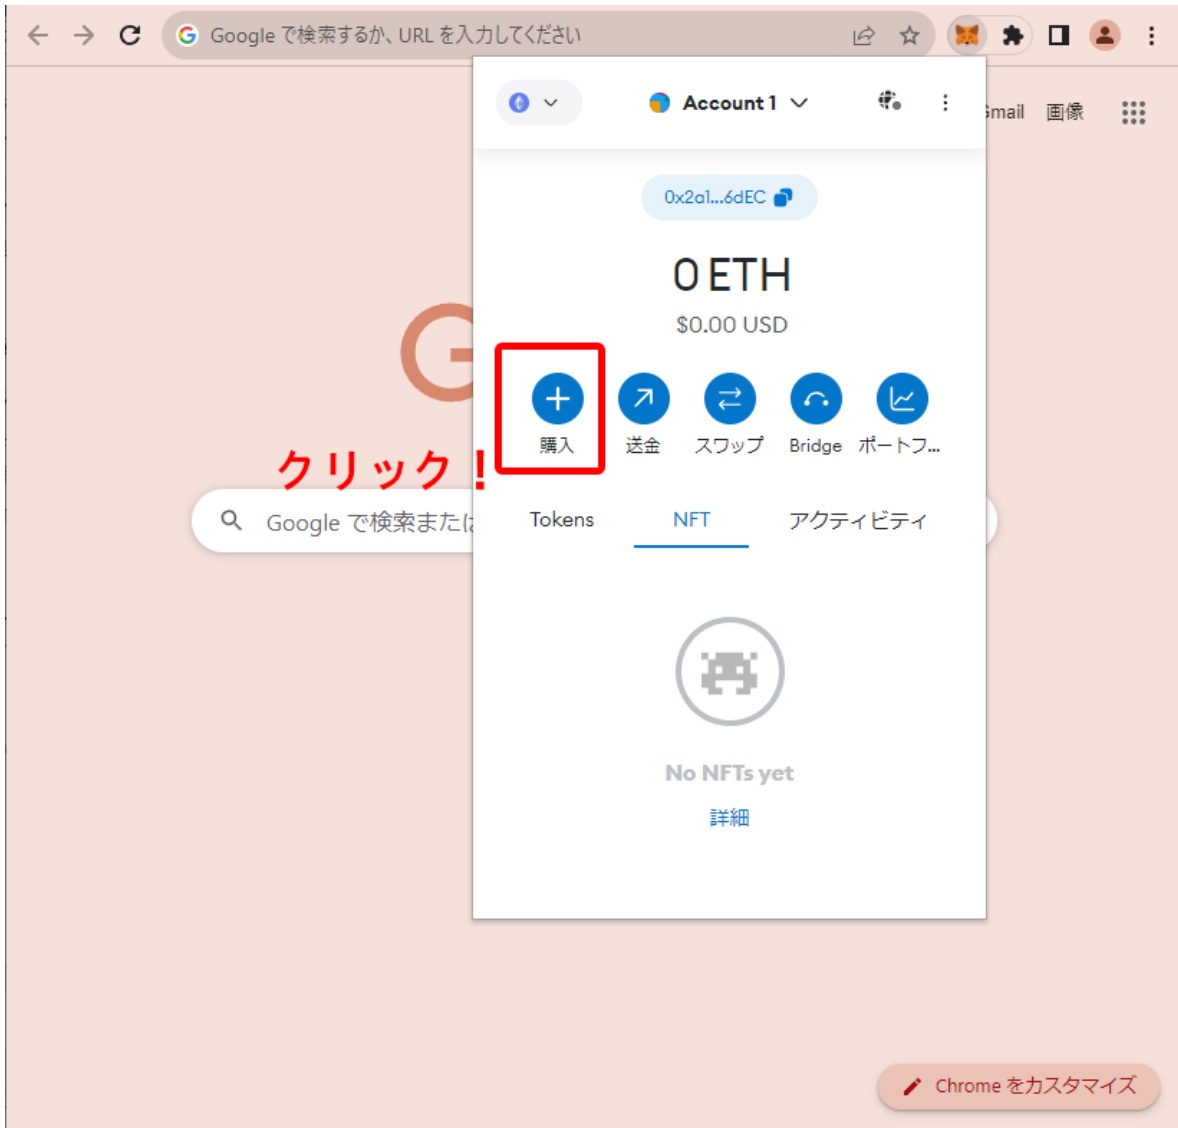 Google で検索するか、URL を入力してください
Account 1
Gmail 画像
0x2a1...6dEC
0 ETH
$0.00 USD
購入 送金 スワップ Bridge ポートフ...
クリック！
Google で検索または
Tokens NFT アクティビティ
No NFTs yet
詳細
Chrome をカスタマイズ